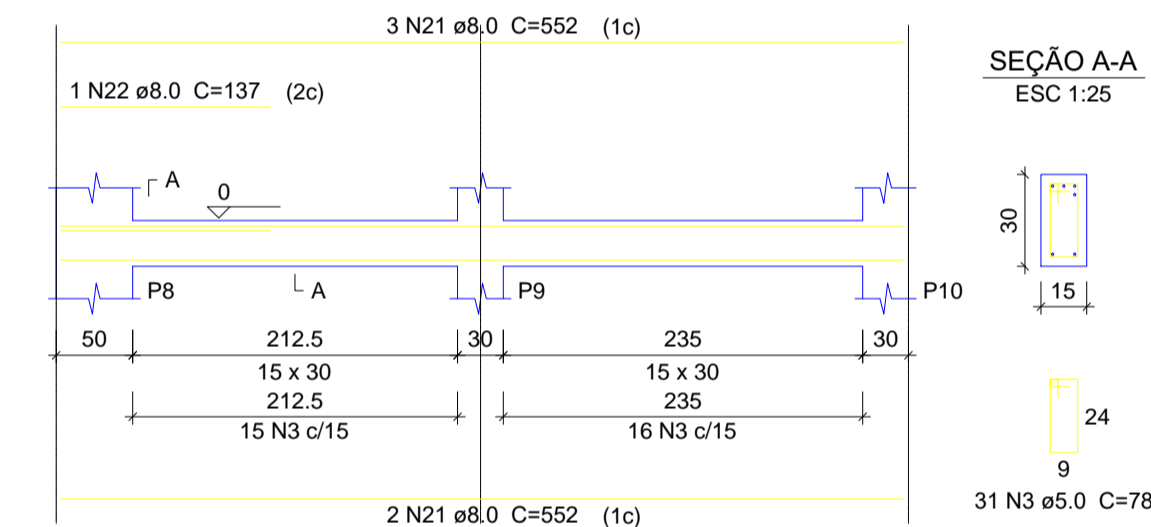 3 N21 ø8.0 C=552 (1c)
SEÇÃO A-A
ESC 1:25
1 N22 ø8.0 C=137 (2c)
A
0
30
15
P8
A
P9
P10
50 212.5 30 235 30
15 x 30 15 x 30
212.5 235
15 N3 c/15 16 N3 c/15
24
9
31 N3 ø5.0 C=78
2 N21 ø8.0 C=552 (1c)